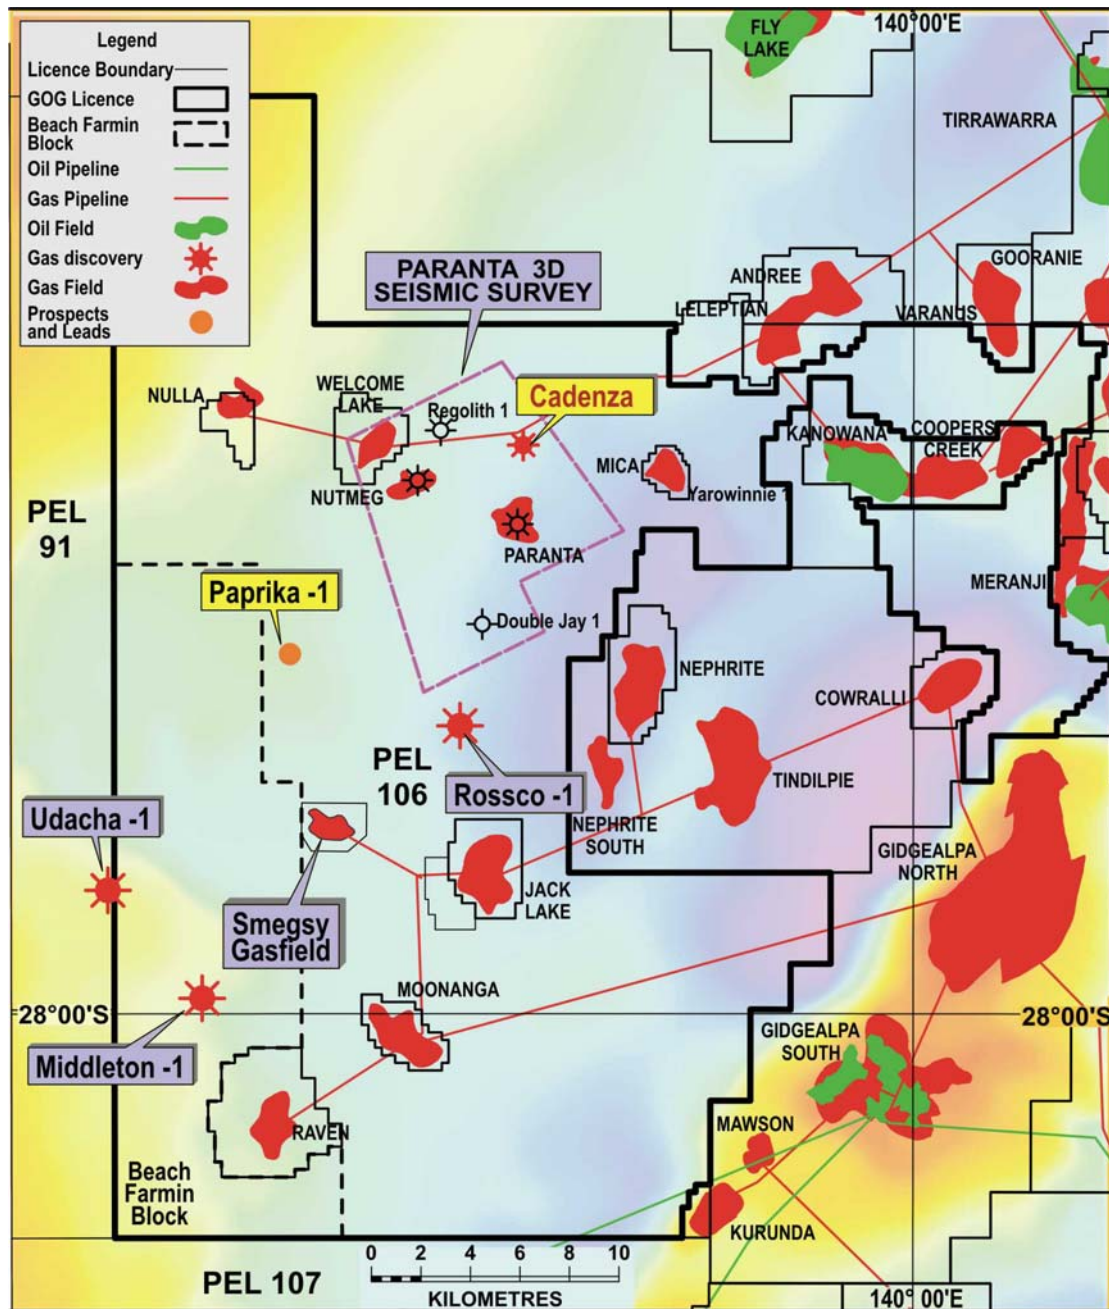 Legend
Licence Boundary
GOG Licence
Beach Farmin
Block
Oil Pipeline
Gas Pipeline
Oil Field
Gas discovery
Gas Field
Prospects
and Leads
140°00'E
FLY
LAKE
TIRRAWARRA
PARANTA 3D
SEISMIC SURVEY
ANDREE
GOORANIE
LELEPTIAN
VARANUS
NULLA
WELCOME
LAKE
Regolith 1
Cadenza
KANOWANA
COOPERS
CREEK
MICA
Yarowinnie 1
NUTMEG
PARANTA
PEL
91
MERANJI
Paprika -1
Double Jay 1
NEPHRITE
COWRALLI
PEL
106
Rossco -1
TINDILPIE
Udacha -1
NEPHRITE
SOUTH
GIDGEALPA
NORTH
JACK
LAKE
Smegsy
Gasfield
MOONANGA
28°00'S
28°00'S
GIDGEALPA
SOUTH
Middleton -1
RAVEN
MAWSON
Beach
Farmin
Block
KURUNDA
0 2 4 6 8 10
KILOMETRES
PEL 107
140°00'E